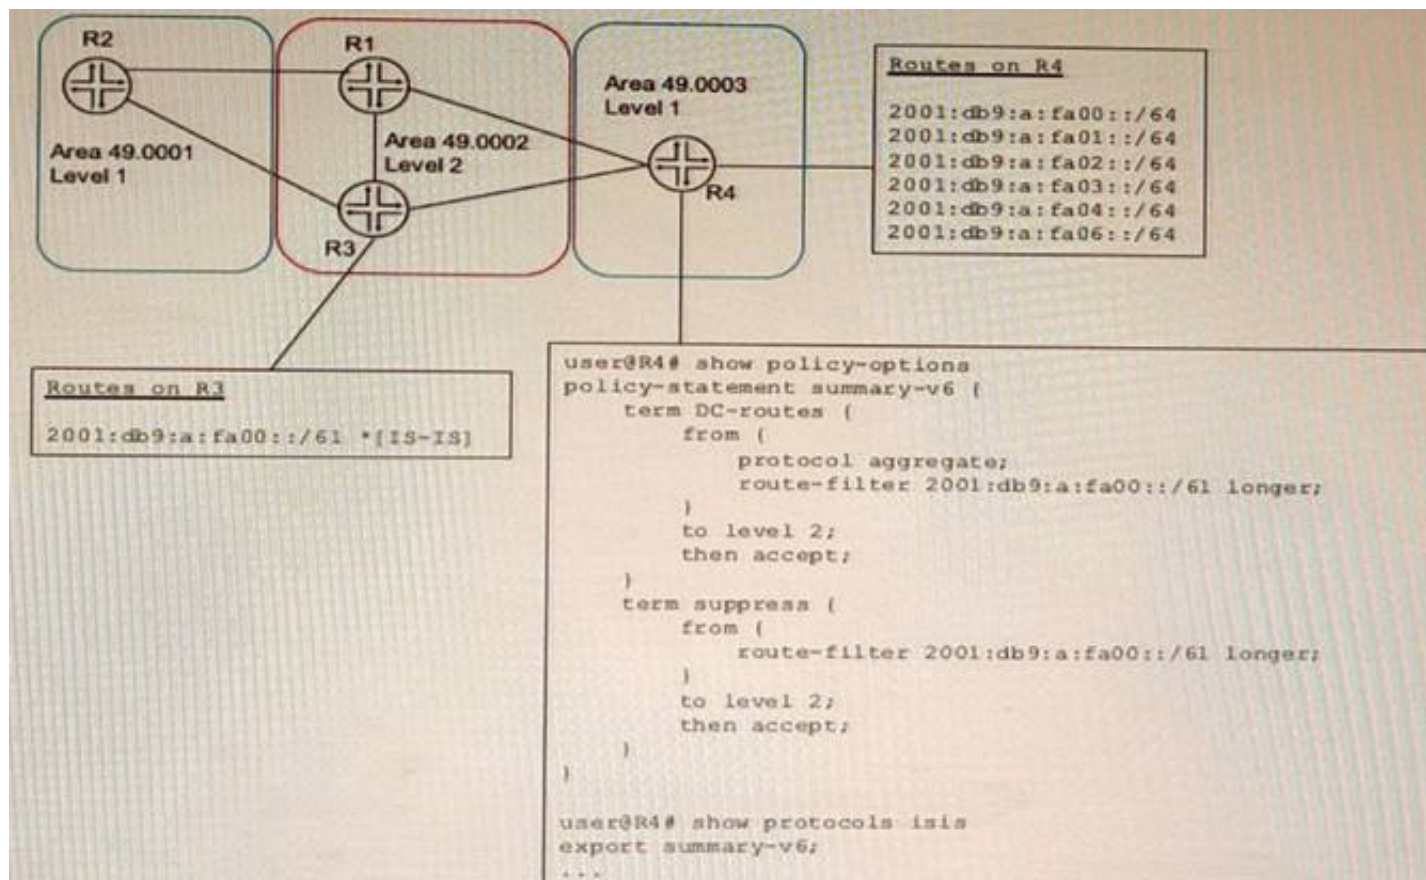 R2
R1
Area 49.0001
Level 1
Area 49.0002
Level 2
R3
Area 49.0003
Level 1
R4
Routes on R4
2001:db9:a:fa00::/64
2001:db9:a:fa01::/64
2001:db9:a:fa02::/64
2001:db9:a:fa03::/64
2001:db9:a:fa04::/64
2001:db9:a:fa06::/64
Routes on R3
2001:db9:a:fa00::/61 *[IS-IS]
user@R4# show policy-options
policy-statement summary-v6 {
term DC-routes {
from {
protocol aggregate;
route-filter 2001:db9:a:fa00::/61 longer;
}
to level 2;
then accept;
}
term suppress {
from {
route-filter 2001:db9:a:fa00::/61 longer;
}
to level 2;
then accept;
}
}
user@R4# show protocols isis
export summary-v6;
...